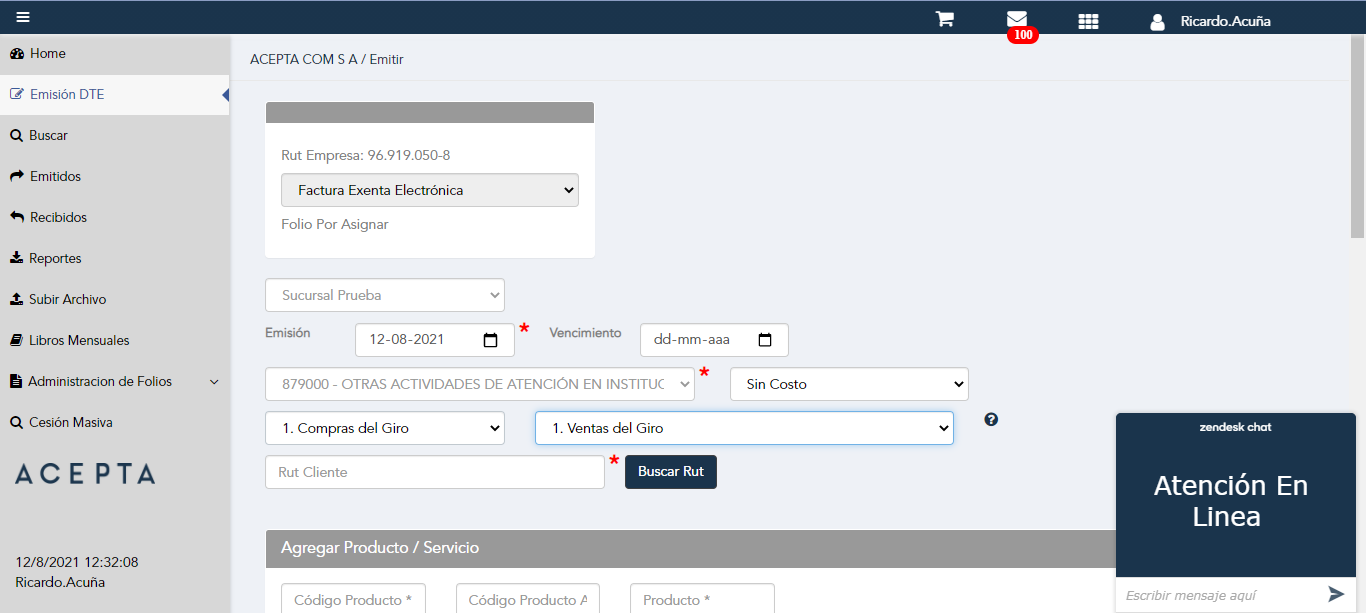 100
Ricardo.Acuña
Home
Emisión DTE
Buscar
Emitidos
Recibidos
Reportes
Subir Archivo
Libros Mensuales
Administracion de Folios
Cesión Masiva
ACEPTA
12/8/2021 12:32:08
Ricardo.Acuña
ACEPTA COM S A / Emitir
Rut Empresa: 96.919.050-8
Factura Exenta Electrónica
Folio Por Asignar
Sucursal Prueba
Emisión 12-08-2021 * Vencimiento dd-mm-aaa
879000 - OTRAS ACTIVIDADES DE ATENCIÓN EN INSTITUC * Sin Costo
1. Compras del Giro 1. Ventas del Giro ?
Rut Cliente * Buscar Rut
Agregar Producto / Servicio
Código Producto * Código Producto A Producto *
zendesk chat
Atención En
Linea
Escribir mensaje aquí